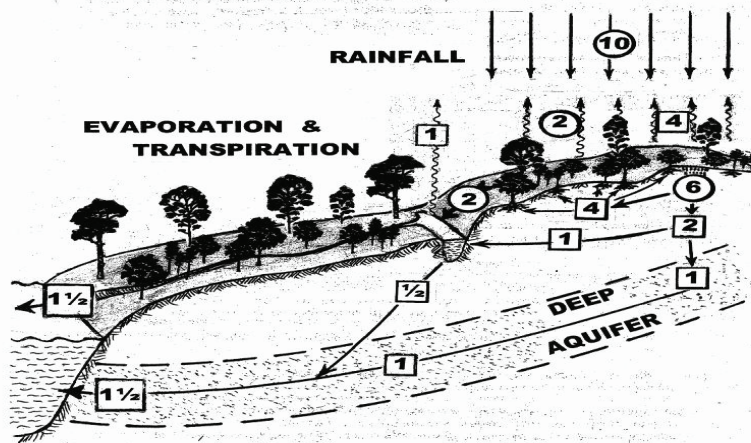 10
RAINFALL
1
2
4
EVAPORATION &
TRANSPIRATION
2
4
6
1
2
1
1½
½
DEEP
AQUIFER
1
1½